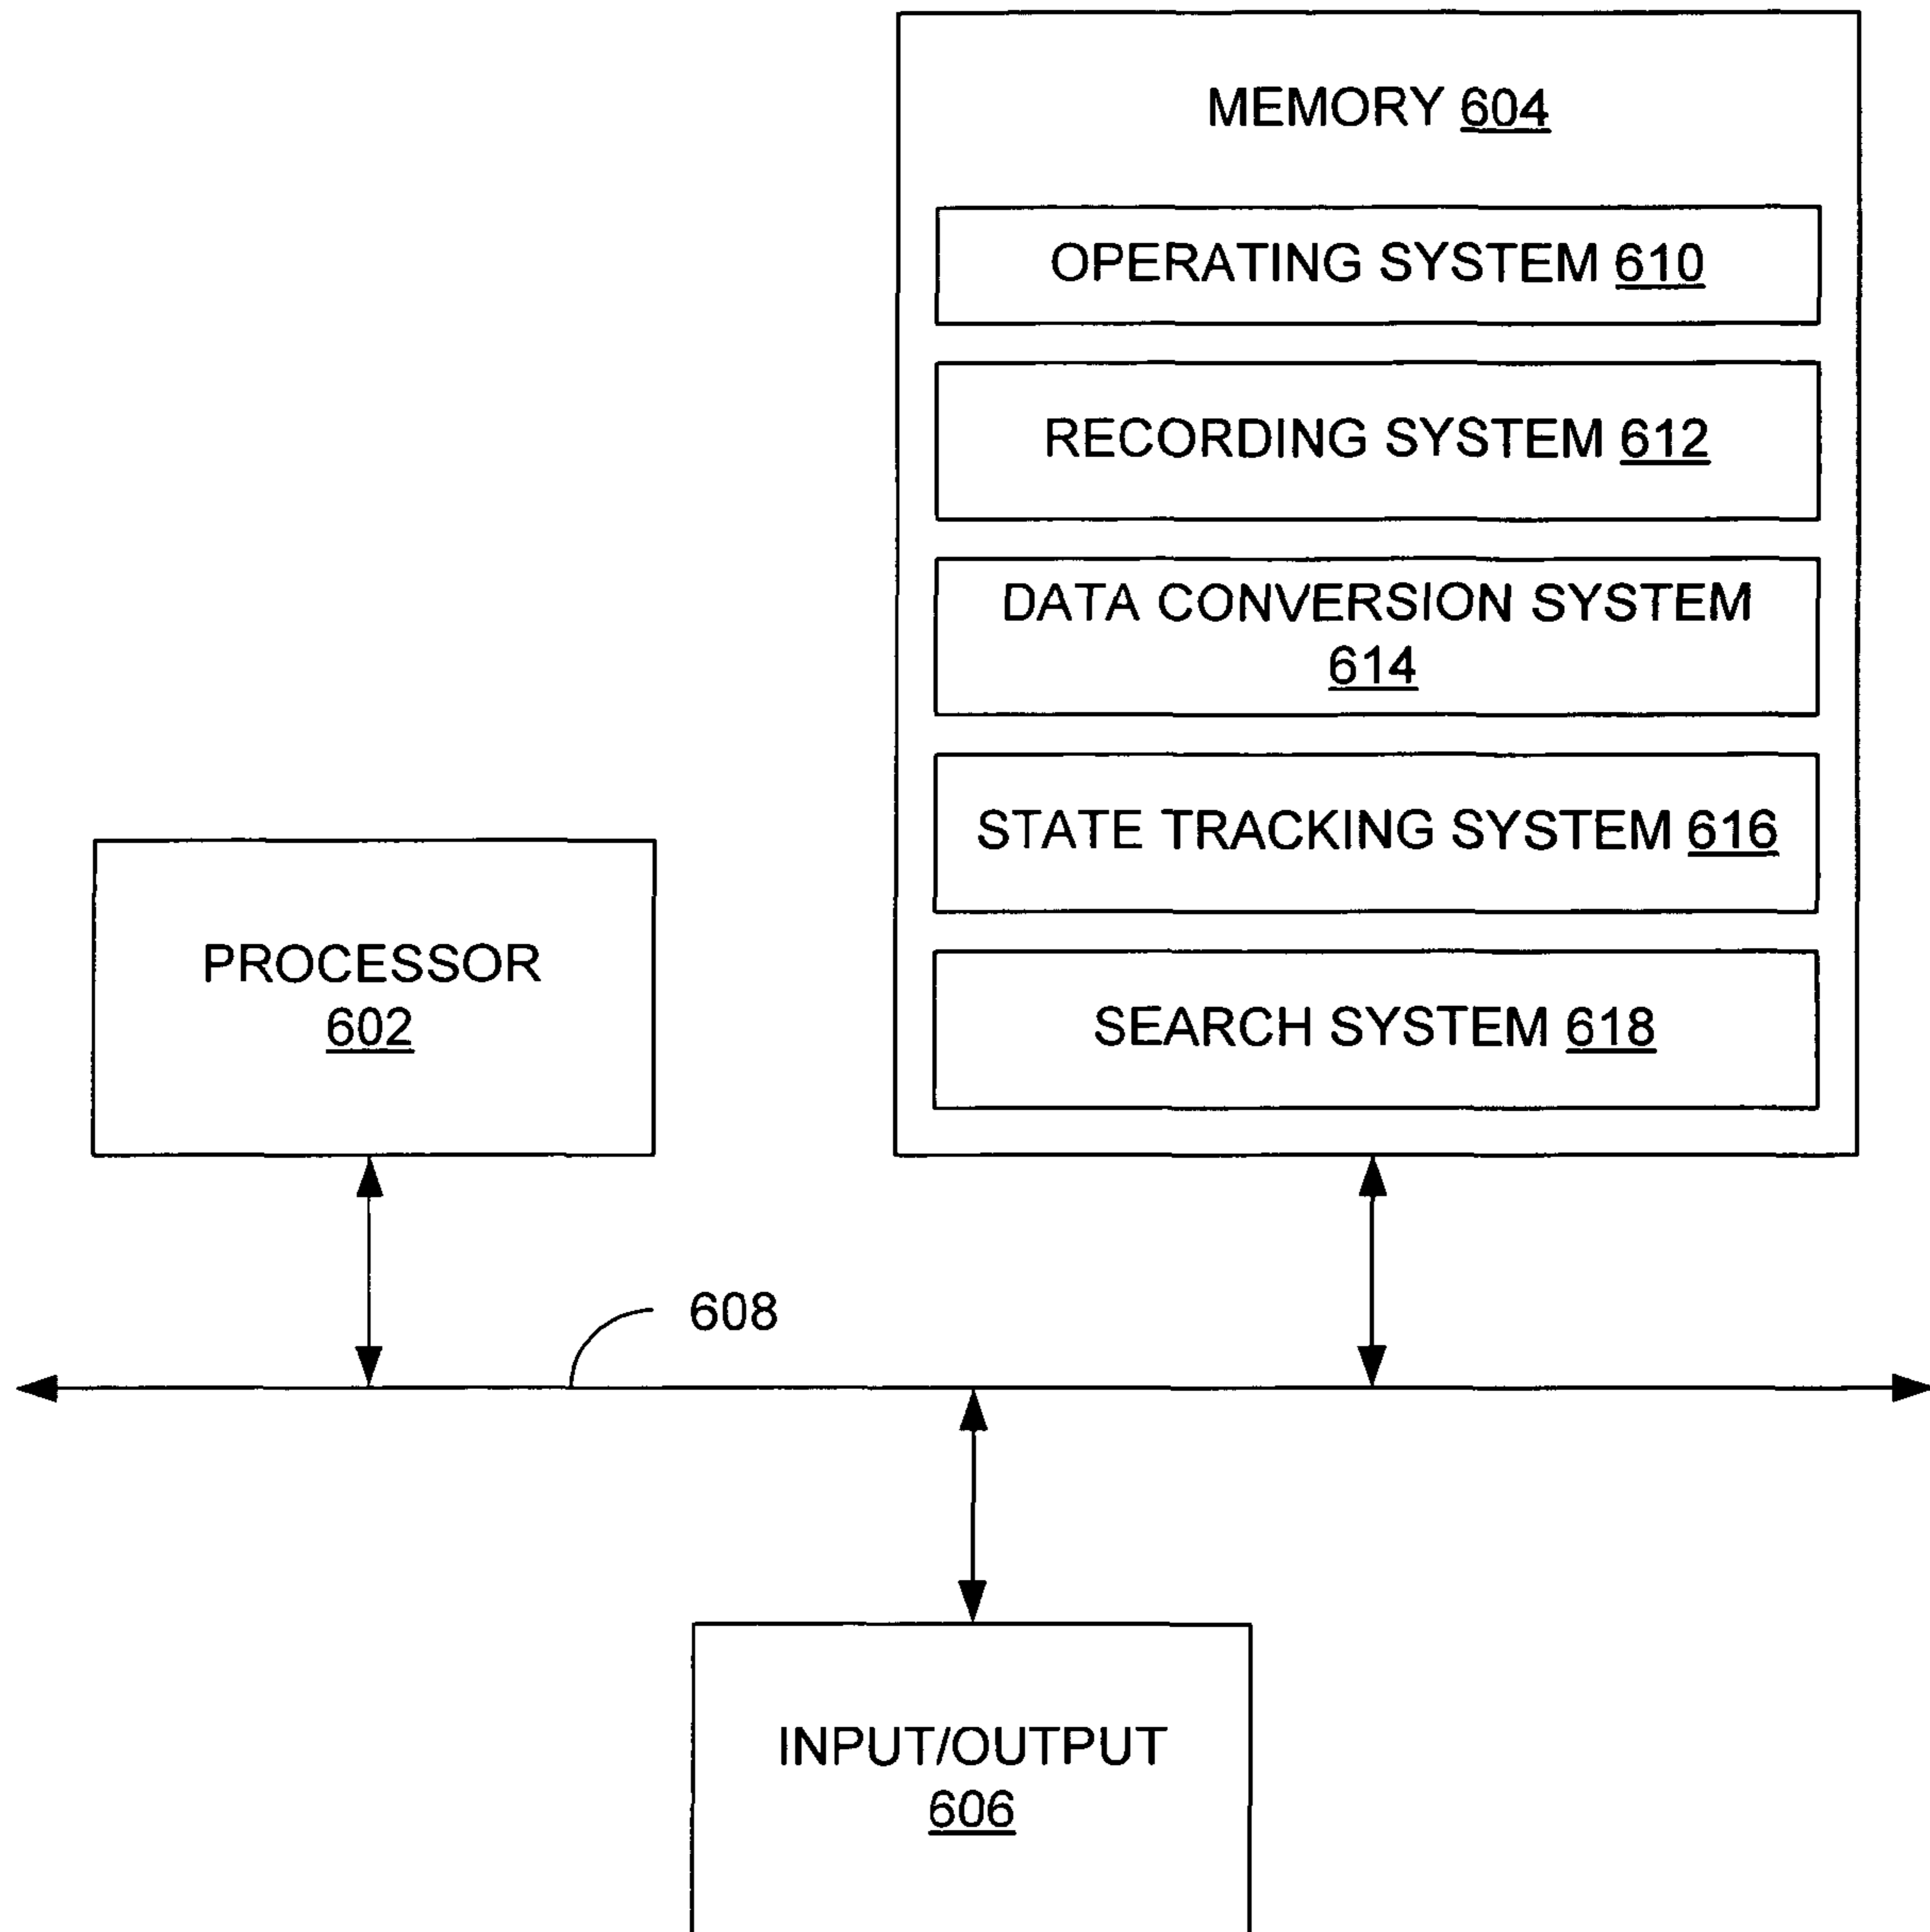 MEMORY 604
OPERATING SYSTEM 610
RECORDING SYSTEM 612
DATA CONVERSION SYSTEM
614
STATE TRACKING SYSTEM 616
SEARCH SYSTEM 618
PROCESSOR
602
608
INPUT/OUTPUT
606